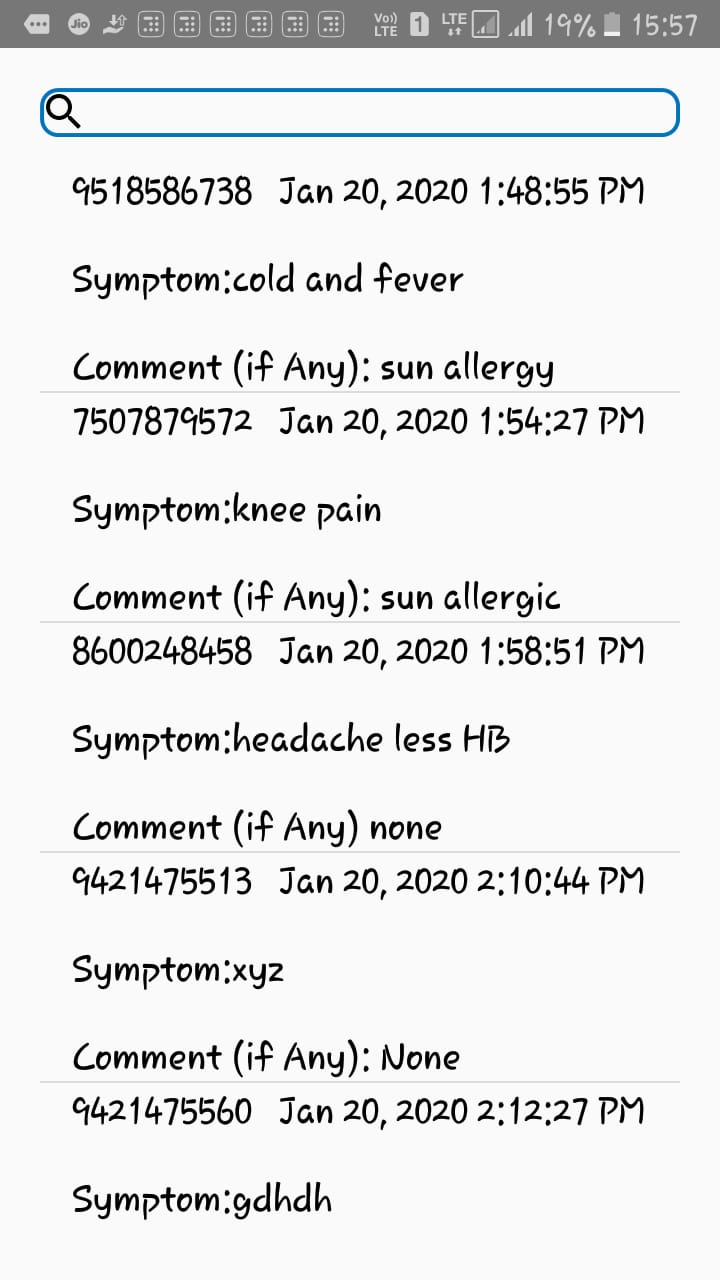 Jio Vo)) LTE 1 LTE 19% 15:57
9518586738 Jan 20, 2020 1:48:55 PM
Symptom:cold and fever
Comment (if Any): sun allergy
7507879572 Jan 20, 2020 1:54:27 PM
Symptom:knee pain
Comment (if Any): sun allergic
8600248458 Jan 20, 2020 1:58:51 PM
Symptom:headache less HB
Comment (if Any) none
9421475513 Jan 20, 2020 2:10:44 PM
Symptom:xyz
Comment (if Any): None
9421475560 Jan 20, 2020 2:12:27 PM
Symptom:gdhdh